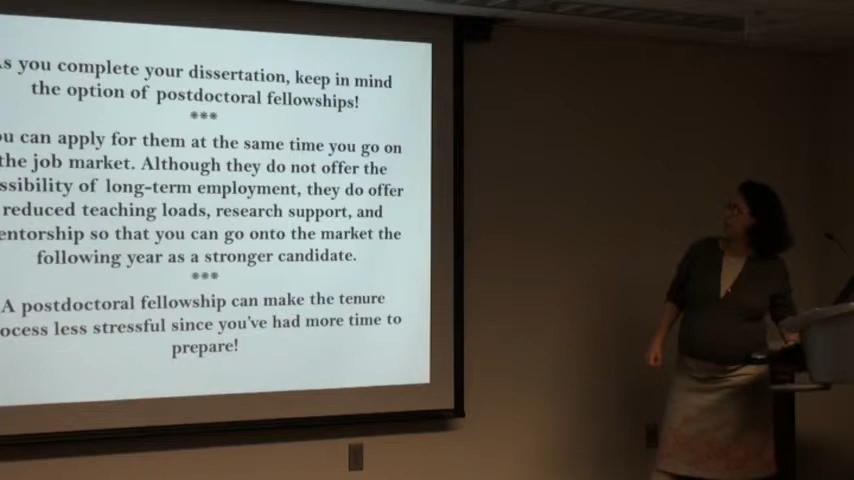 s you complete your dissertation, keep in mind
the option of postdoctoral fellowships!
***
ou can apply for them at the same time you go on
the job market. Although they do not offer the
ssibility of long-term employment, they do offer
reduced teaching loads, research support, and
entorship so that you can go onto the market the
following year as a stronger candidate.
***
A postdoctoral fellowship can make the tenure
ocess less stressful since you've had more time to
prepare!